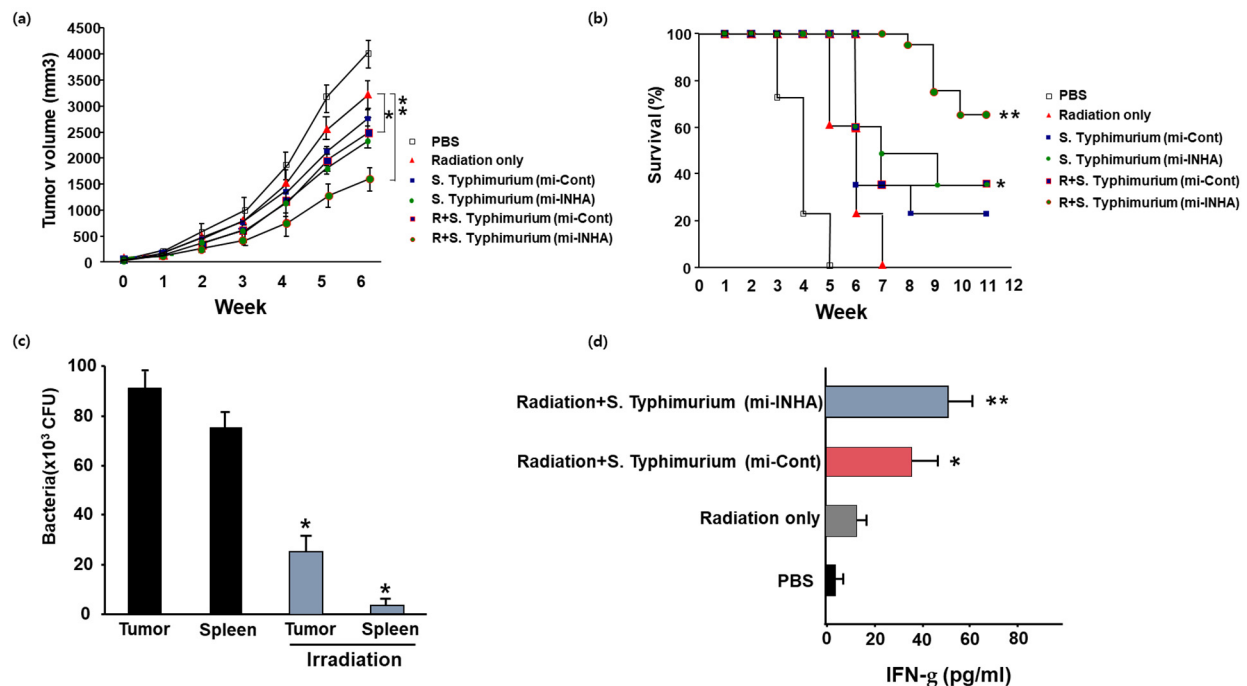 (a)
4500
4000
3500
3000
2500
2000
1500
1000
500
0
Tumor volume (mm3)
0 1 2 3 4 5 6
Week
*
**
PBS
Radiation only
S. Typhimurium (mi-Cont)
S. Typhimurium (mi-INHA)
R+S. Typhimurium (mi-Cont)
R+S. Typhimurium (mi-INHA)
(b)
100
80
60
40
20
0
Survival (%)
0 1 2 3 4 5 6 7 8 9 10 11 12
Week
**
*
PBS
Radiation only
S. Typhimurium (mi-Cont)
S. Typhimurium (mi-INHA)
R+S. Typhimurium (mi-Cont)
R+S. Typhimurium (mi-INHA)
(c)
100
80
60
40
20
0
Bacteria(x10³ CFU)
*
*
Tumor Spleen Tumor Spleen
Irradiation
(d)
Radiation+S. Typhimurium (mi-INHA)
**
Radiation+S. Typhimurium (mi-Cont)
*
Radiation only
PBS
0 20 40 60 80
IFN-g (pg/ml)